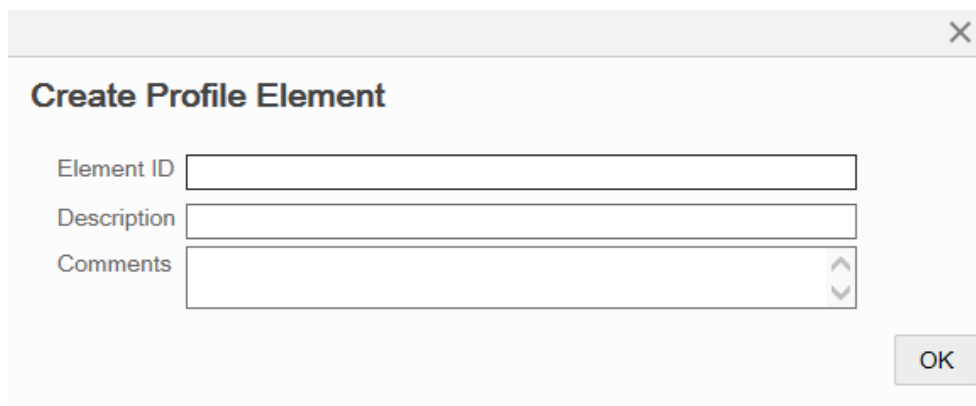 Create Profile Element
Element ID
Description
Comments
OK